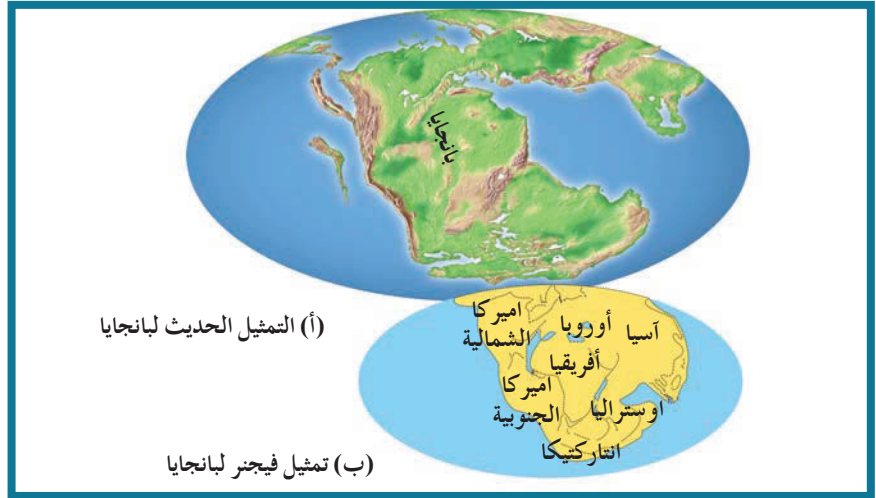 بانجايا
(أ) التمثيل الحديث لبانجايا
اميركا
الشمالية
أوروبا
آسيا
أفريقيا
اميركا
الجنوبية
اوستراليا
انتاركتيكا
(ب) تمثيل فيجنر لبانجايا